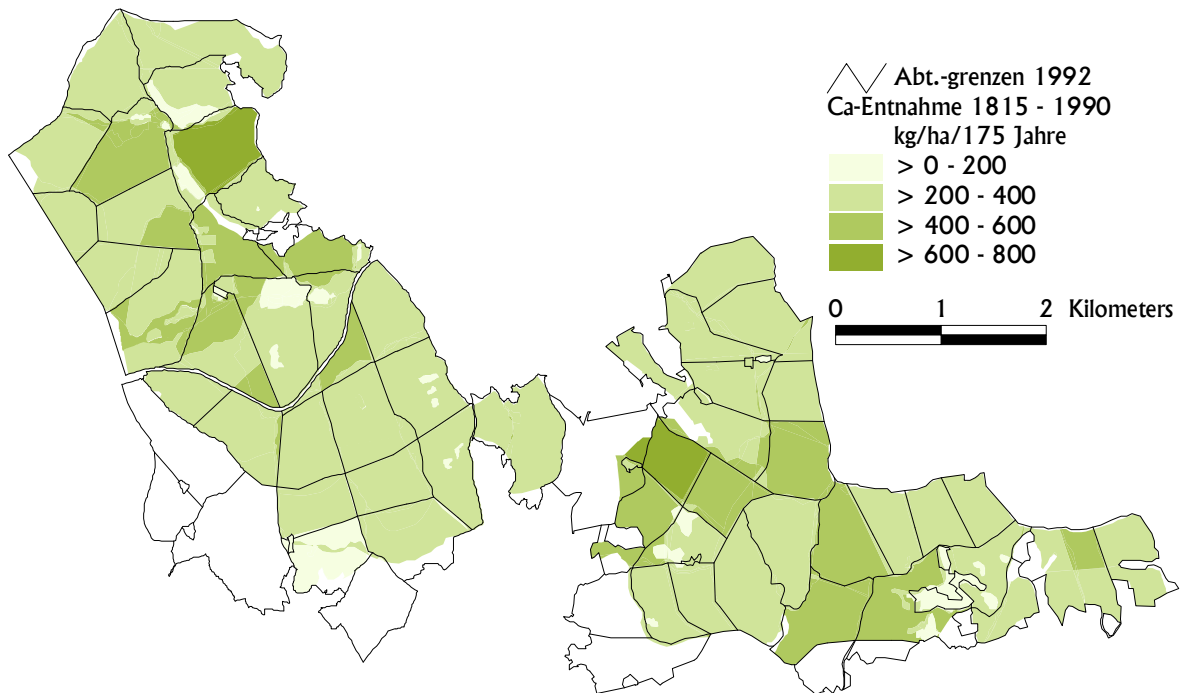 Abt.-grenzen 1992
Ca-Entnahme 1815 - 1990
kg/ha/175 Jahre
> 0 - 200
> 200 - 400
> 400 - 600
> 600 - 800
0 1 2 Kilometers